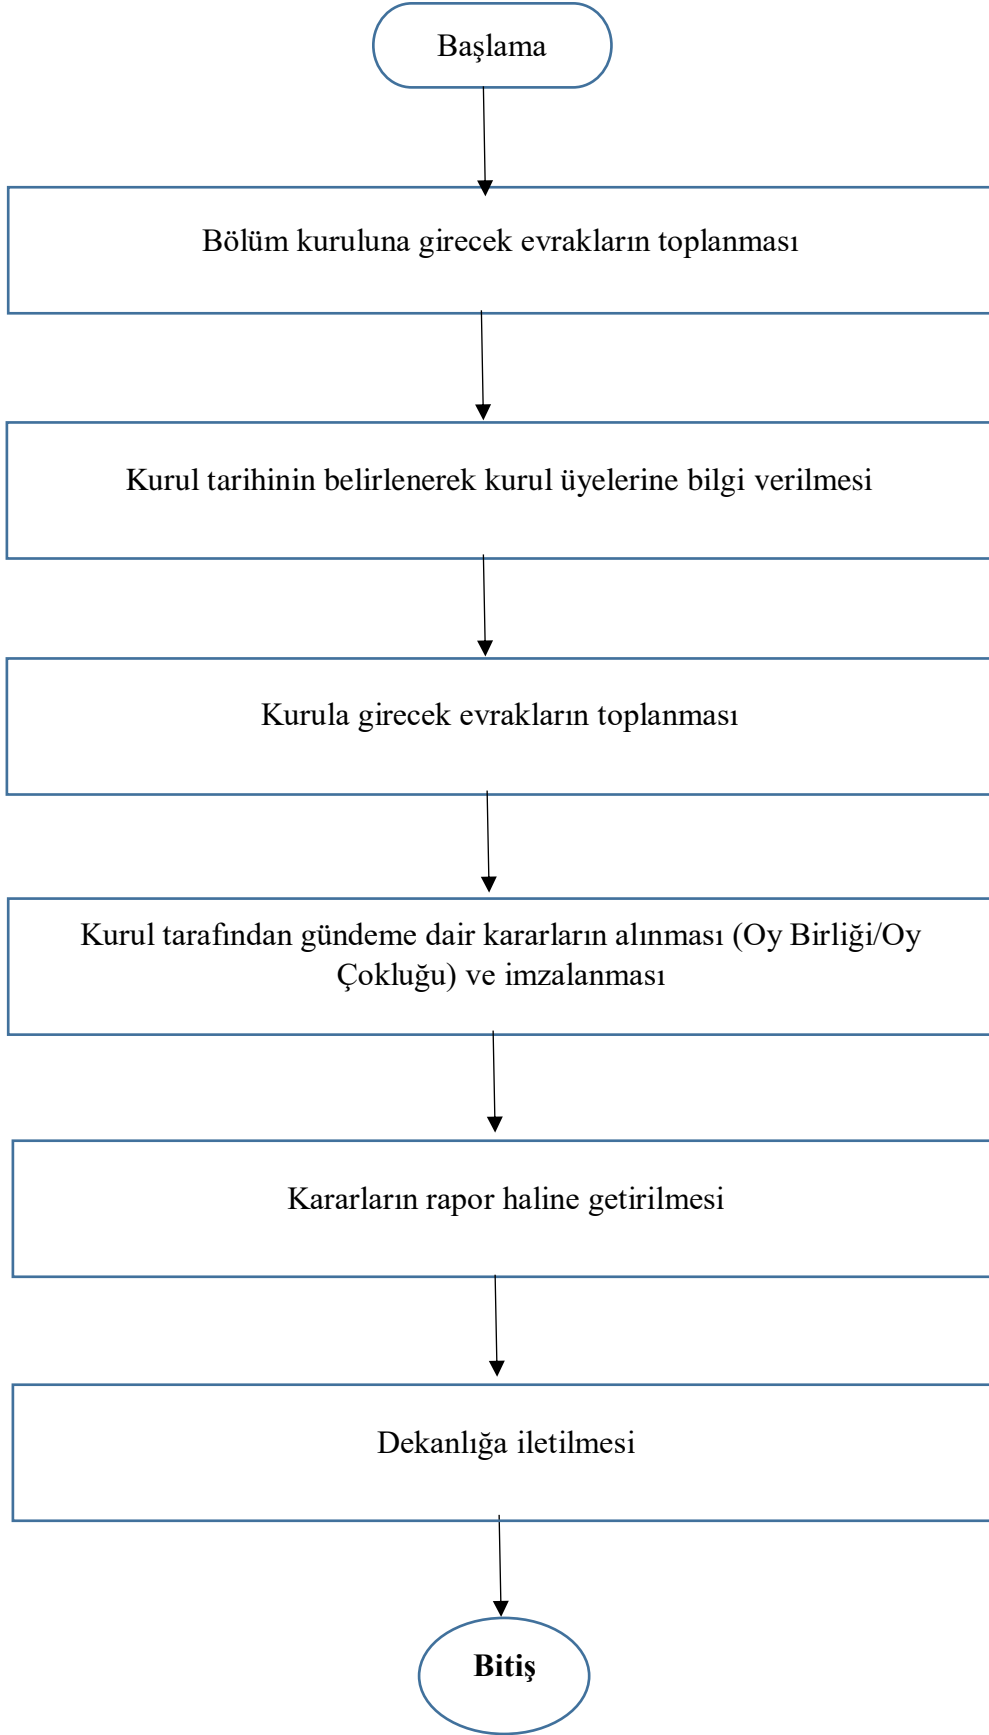 Başlama
Bölüm kuruluna girecek evrakların toplanması
Kurul tarihinin belirlenerek kurul üyelerine bilgi verilmesi
Kurula girecek evrakların toplanması
Kurul tarafından gündeme dair kararların alınması (Oy Birliği/Oy
Çokluğu) ve imzalanması
Kararların rapor haline getirilmesi
Dekanlığa iletilmesi
Bitiş